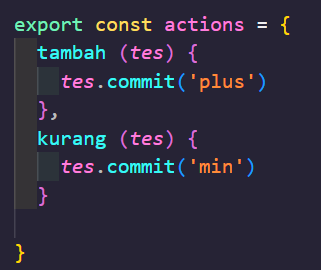 export const actions = {
  tambah (tes) {
    tes.commit('plus')
  },
  kurang (tes) {
    tes.commit('min')
  }

}